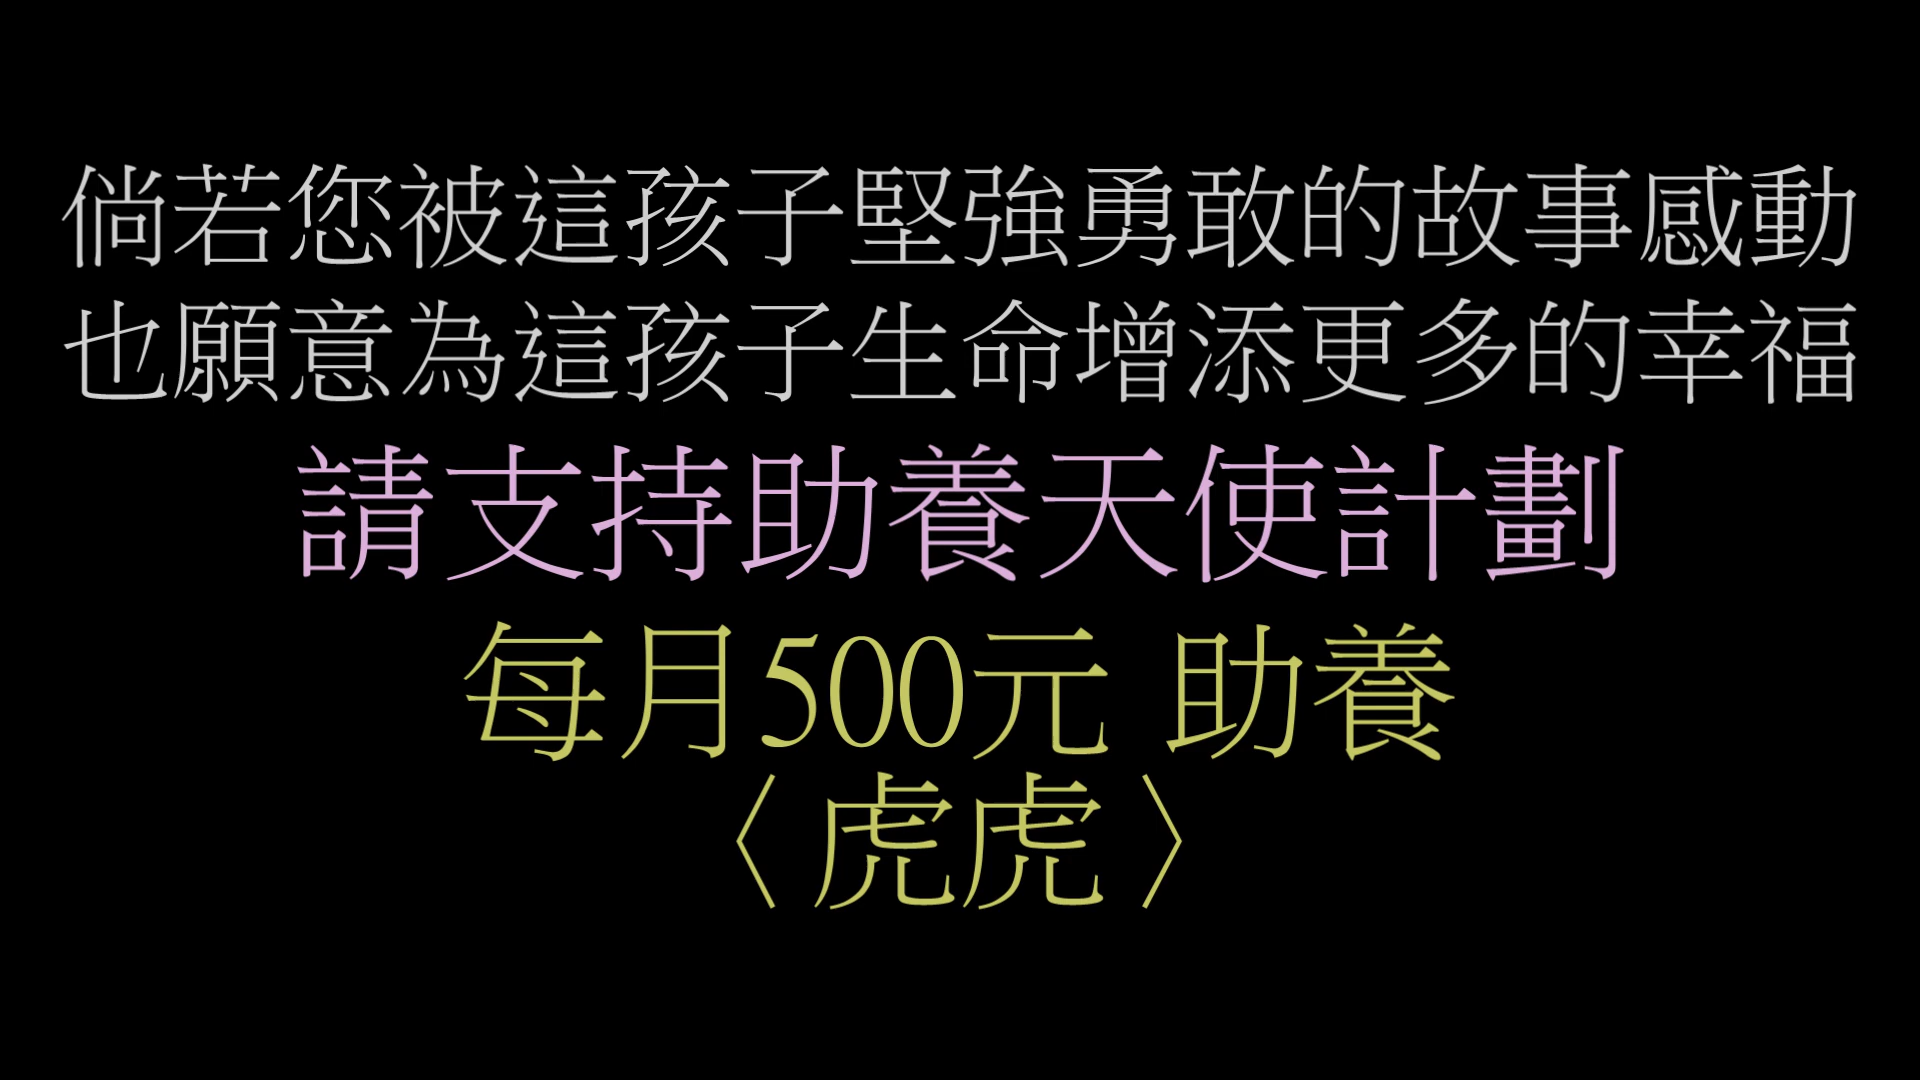 倘若您被這孩子堅強勇敢的故事感動
也願意為這孩子生命增添更多的幸福
請支持助養天使計劃
每月500元 助養
〈虎虎〉